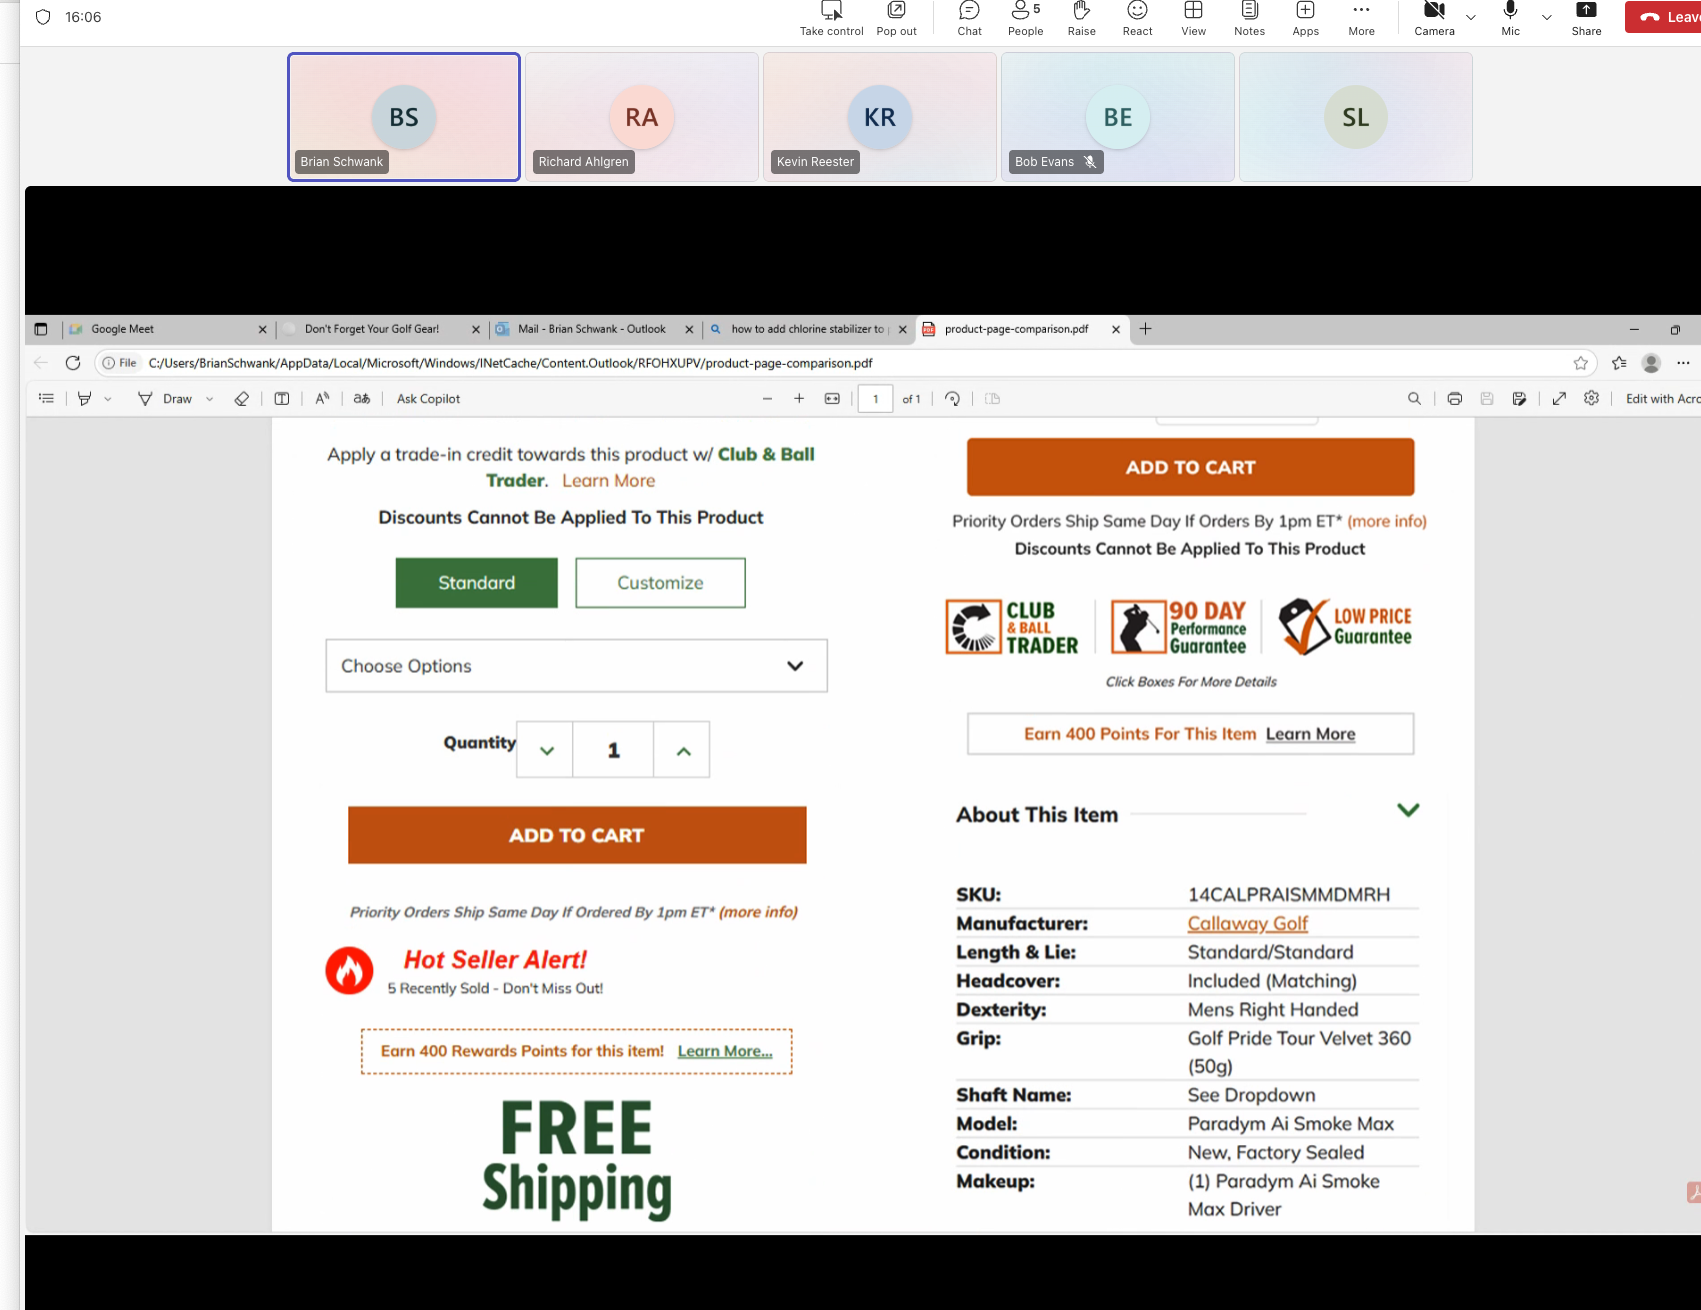 16:06
Take control
Pop out
Chat
5
People
Raise
React
View
Notes
Apps
More
Camera
Mic
Share
BS
Brian Schwank
RA
Richard Ahlgren
KR
Kevin Reester
BE
Bob Evans
SL
Google Meet
Don't Forget Your Golf Gear!
Mail - Brian Schwank - Outlook
how to add chlorine stabilizer to
product-page-comparison.pdf
File
C:/Users/BrianSchwank/AppData/Local/Microsoft/Windows/INetCache/Content.Outlook/RFOHXUPV/product-page-comparison.pdf
Draw
Ask Copilot
1
of 1
Edit with
Apply a trade-in credit towards this product w/ Club & Ball
Trader. Learn More
Discounts Cannot Be Applied To This Product
Standard
Customize
Choose Options
Quantity
1
ADD TO CART
Priority Orders Ship Same Day If Ordered By 1pm ET* (more info)
Hot Seller Alert!
5 Recently Sold - Don't Miss Out!
Earn 400 Rewards Points for this item! Learn More...
FREE
Shipping
ADD TO CART
Priority Orders Ship Same Day If Orders By 1pm ET* (more info)
Discounts Cannot Be Applied To This Product
CLUB
& BALL
TRADER
90 DAY
Performance
Guarantee
LOW PRICE
Guarantee
Click Boxes For More Details
Earn 400 Points For This Item Learn More
About This Item
SKU: 14CALPRAISMMDMRH
Manufacturer: Callaway Golf
Length & Lie: Standard/Standard
Headcover: Included (Matching)
Dexterity: Mens Right Handed
Grip: Golf Pride Tour Velvet 360
(50g)
Shaft Name: See Dropdown
Model: Paradym Ai Smoke Max
Condition: New, Factory Sealed
Makeup: (1) Paradym Ai Smoke
Max Driver